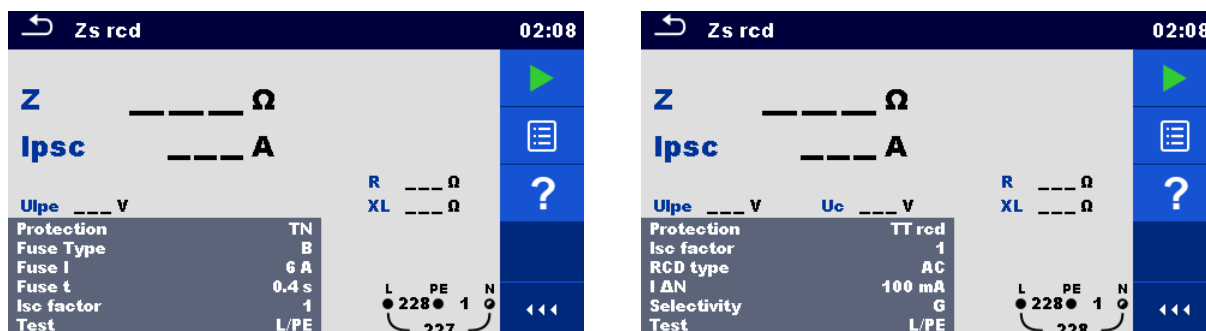 Zs rcd 02:08
Z ___ Ω
Ipsc ___ A
R ___ Ω
Ulpe ___ V XL ___ Ω
?
Protection TN
Fuse Type B
Fuse I 6 A
Fuse t 0.4 s
Isc factor 1
Test L/PE
L PE N
228 1
227
Zs rcd 02:08
Z ___ Ω
Ipsc ___ A
R ___ Ω
Ulpe ___ V Uc ___ V XL ___ Ω
?
Protection TT rcd
Isc factor 1
RCD type AC
I ΔN 100 mA
Selectivity G
Test L/PE
L PE N
228 1
228